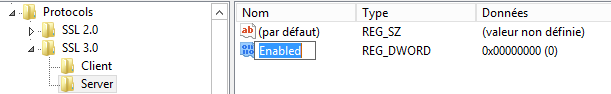 Protocols
SSL 2.0
SSL 3.0
Client
Server
Nom Type Données
(par défaut) REG_SZ (valeur non définie)
Enabled REG_DWORD 0x00000000 (0)